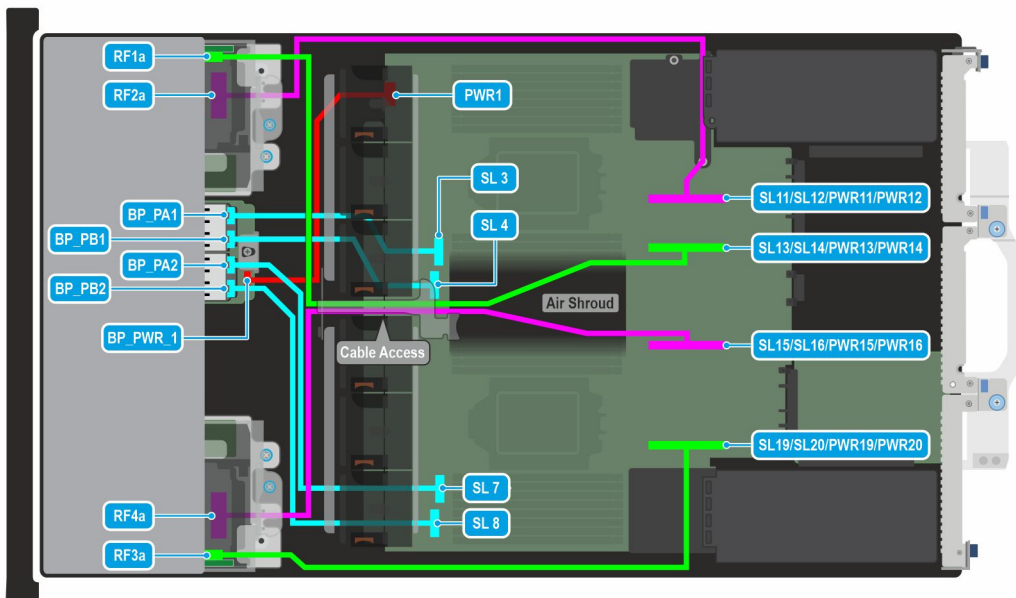 RF1a
RF2a
PWR1
SL 3
SL11/SL12/PWR11/PWR12
BP_PA1
SL 4
BP_PB1
SL13/SL14/PWR13/PWR14
BP_PA2
BP_PB2
Air Shroud
BP_PWR_1
Cable Access
SL15/SL16/PWR15/PWR16
SL19/SL20/PWR19/PWR20
SL 7
RF4a
SL 8
RF3a